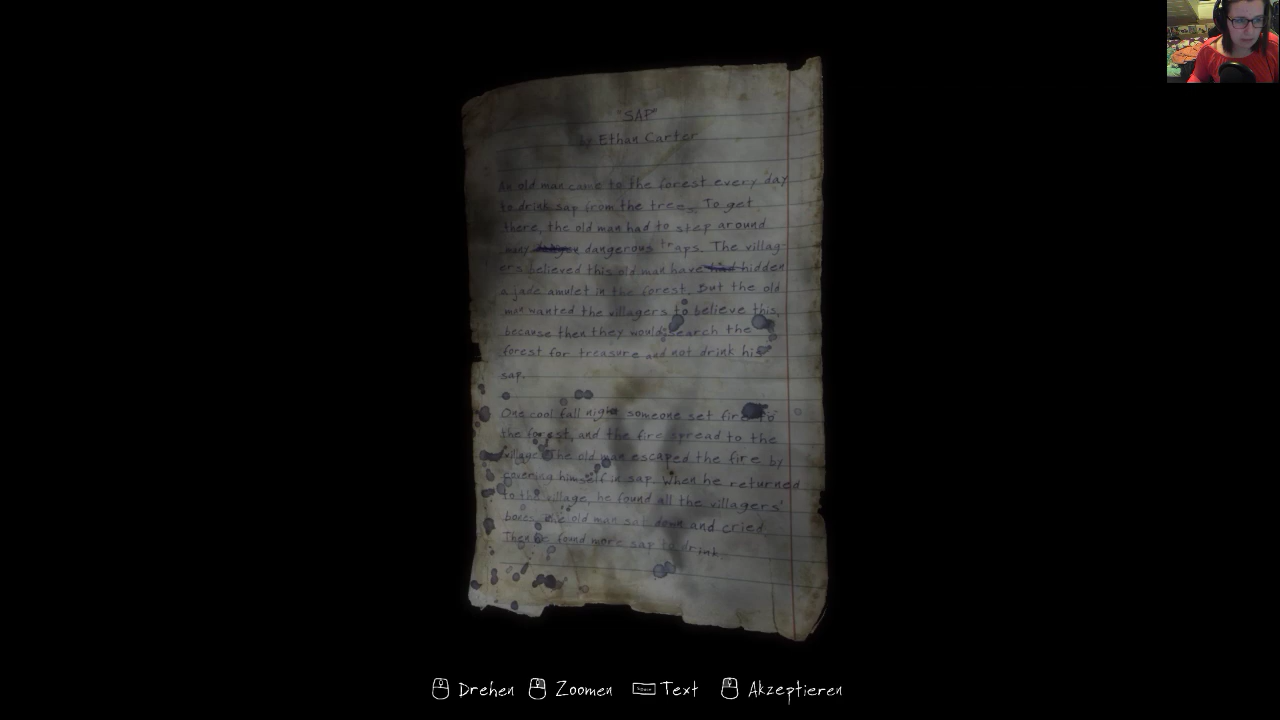 "SAP"
by Ethan Carter
An old man came to the forest every day
to drink sap from the tree. To get
there, the old man had to step around
many danger dangerous traps. The villag-
ers believed this old man have had hidden
a jade amulet in the forest. But the old
man wanted the villagers to believe this,
because then they would search the
forest for treasure and not drink his
sap.
One cool fall night someone set fire to
the forest, and the fire spread to the
village. The old man escaped the fire by
covering himself in sap. When he returned
to the village, he found all the villagers'
bones. The old man sat down and cried.
Then he found more sap to drink.
Drehen Zoomen Text Akzeptieren